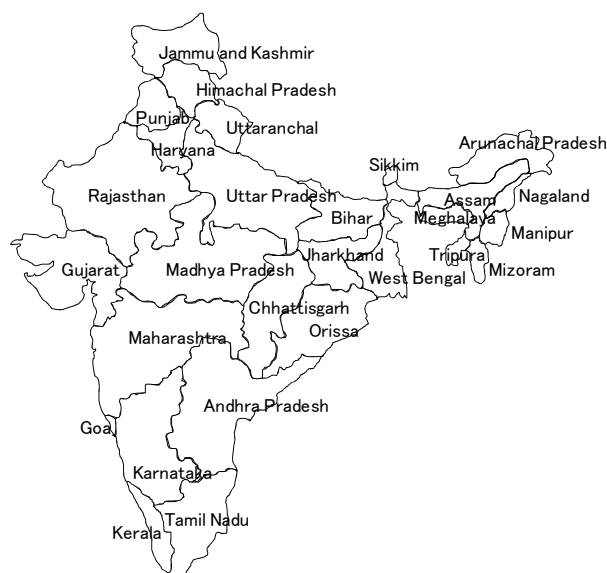 Jammu and Kashmir
Himachal Pradesh
Punjab
Uttaranchal
Haryana
Arunachal Pradesh
Sikkim
Rajasthan
Uttar Pradesh
Assam
Nagaland
Bihar
Meghalaya
Manipur
Jharkhand
Tripura
Gujarat
Madhya Pradesh
West Bengal
Mizoram
Chhattisgarh
Orissa
Maharashtra
Andhra Pradesh
Goa
Karnataka
Tamil Nadu
Kerala